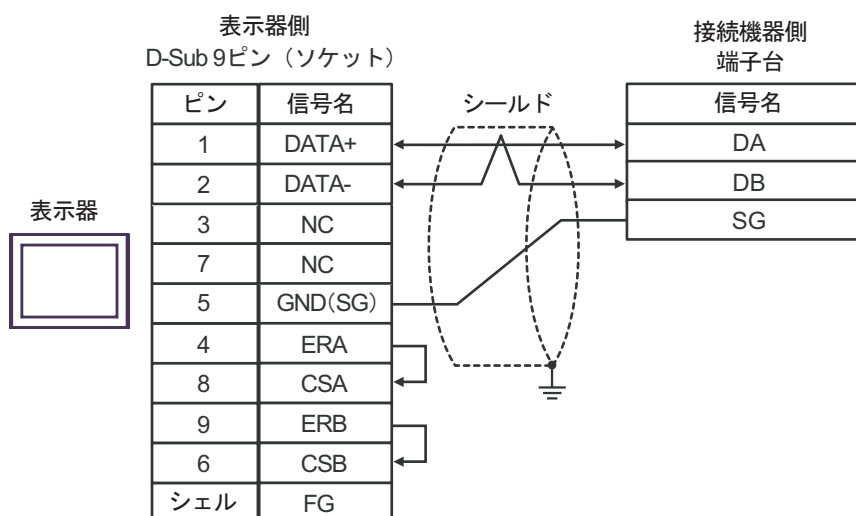 表示器側
D-Sub 9ピン（ソケット）
接続機器側
端子台
ピン 信号名 シールド 信号名
1 DATA+ DA
2 DATA- DB
表示器
3 NC SG
7 NC
5 GND(SG)
4 ERA
8 CSA
9 ERB
6 CSB
シェル FG